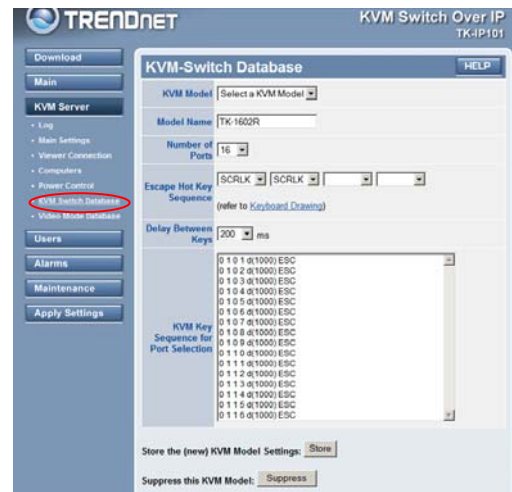 TRENDNET
KVM Switch Over IP
TK-IP101
Download
Main
KVM Server
- Log
- Main Settings
- Viewer Connection
- Computers
- Power Control
- KVM Switch Database
- Video Mode Database
Users
Alarms
Maintenance
Apply Settings
KVM-Switch Database
HELP
KVM Model Select a KVM Model
Model Name TK-1602R
Number of Ports 16
Escape Hot Key Sequence SCRLK SCRLK
(refer to Keyboard Drawing)
Delay Between Keys 200 ms
KVM Key Sequence for Port Selection
0 1 0 1 d(1000) ESC
0 1 0 2 d(1000) ESC
0 1 0 3 d(1000) ESC
0 1 0 4 d(1000) ESC
0 1 0 5 d(1000) ESC
0 1 0 6 d(1000) ESC
0 1 0 7 d(1000) ESC
0 1 0 8 d(1000) ESC
0 1 0 9 d(1000) ESC
0 1 1 0 d(1000) ESC
0 1 1 1 d(1000) ESC
0 1 1 2 d(1000) ESC
0 1 1 3 d(1000) ESC
0 1 1 4 d(1000) ESC
0 1 1 5 d(1000) ESC
0 1 1 6 d(1000) ESC
Store the (new) KVM Model Settings: Store
Suppress this KVM Model: Suppress